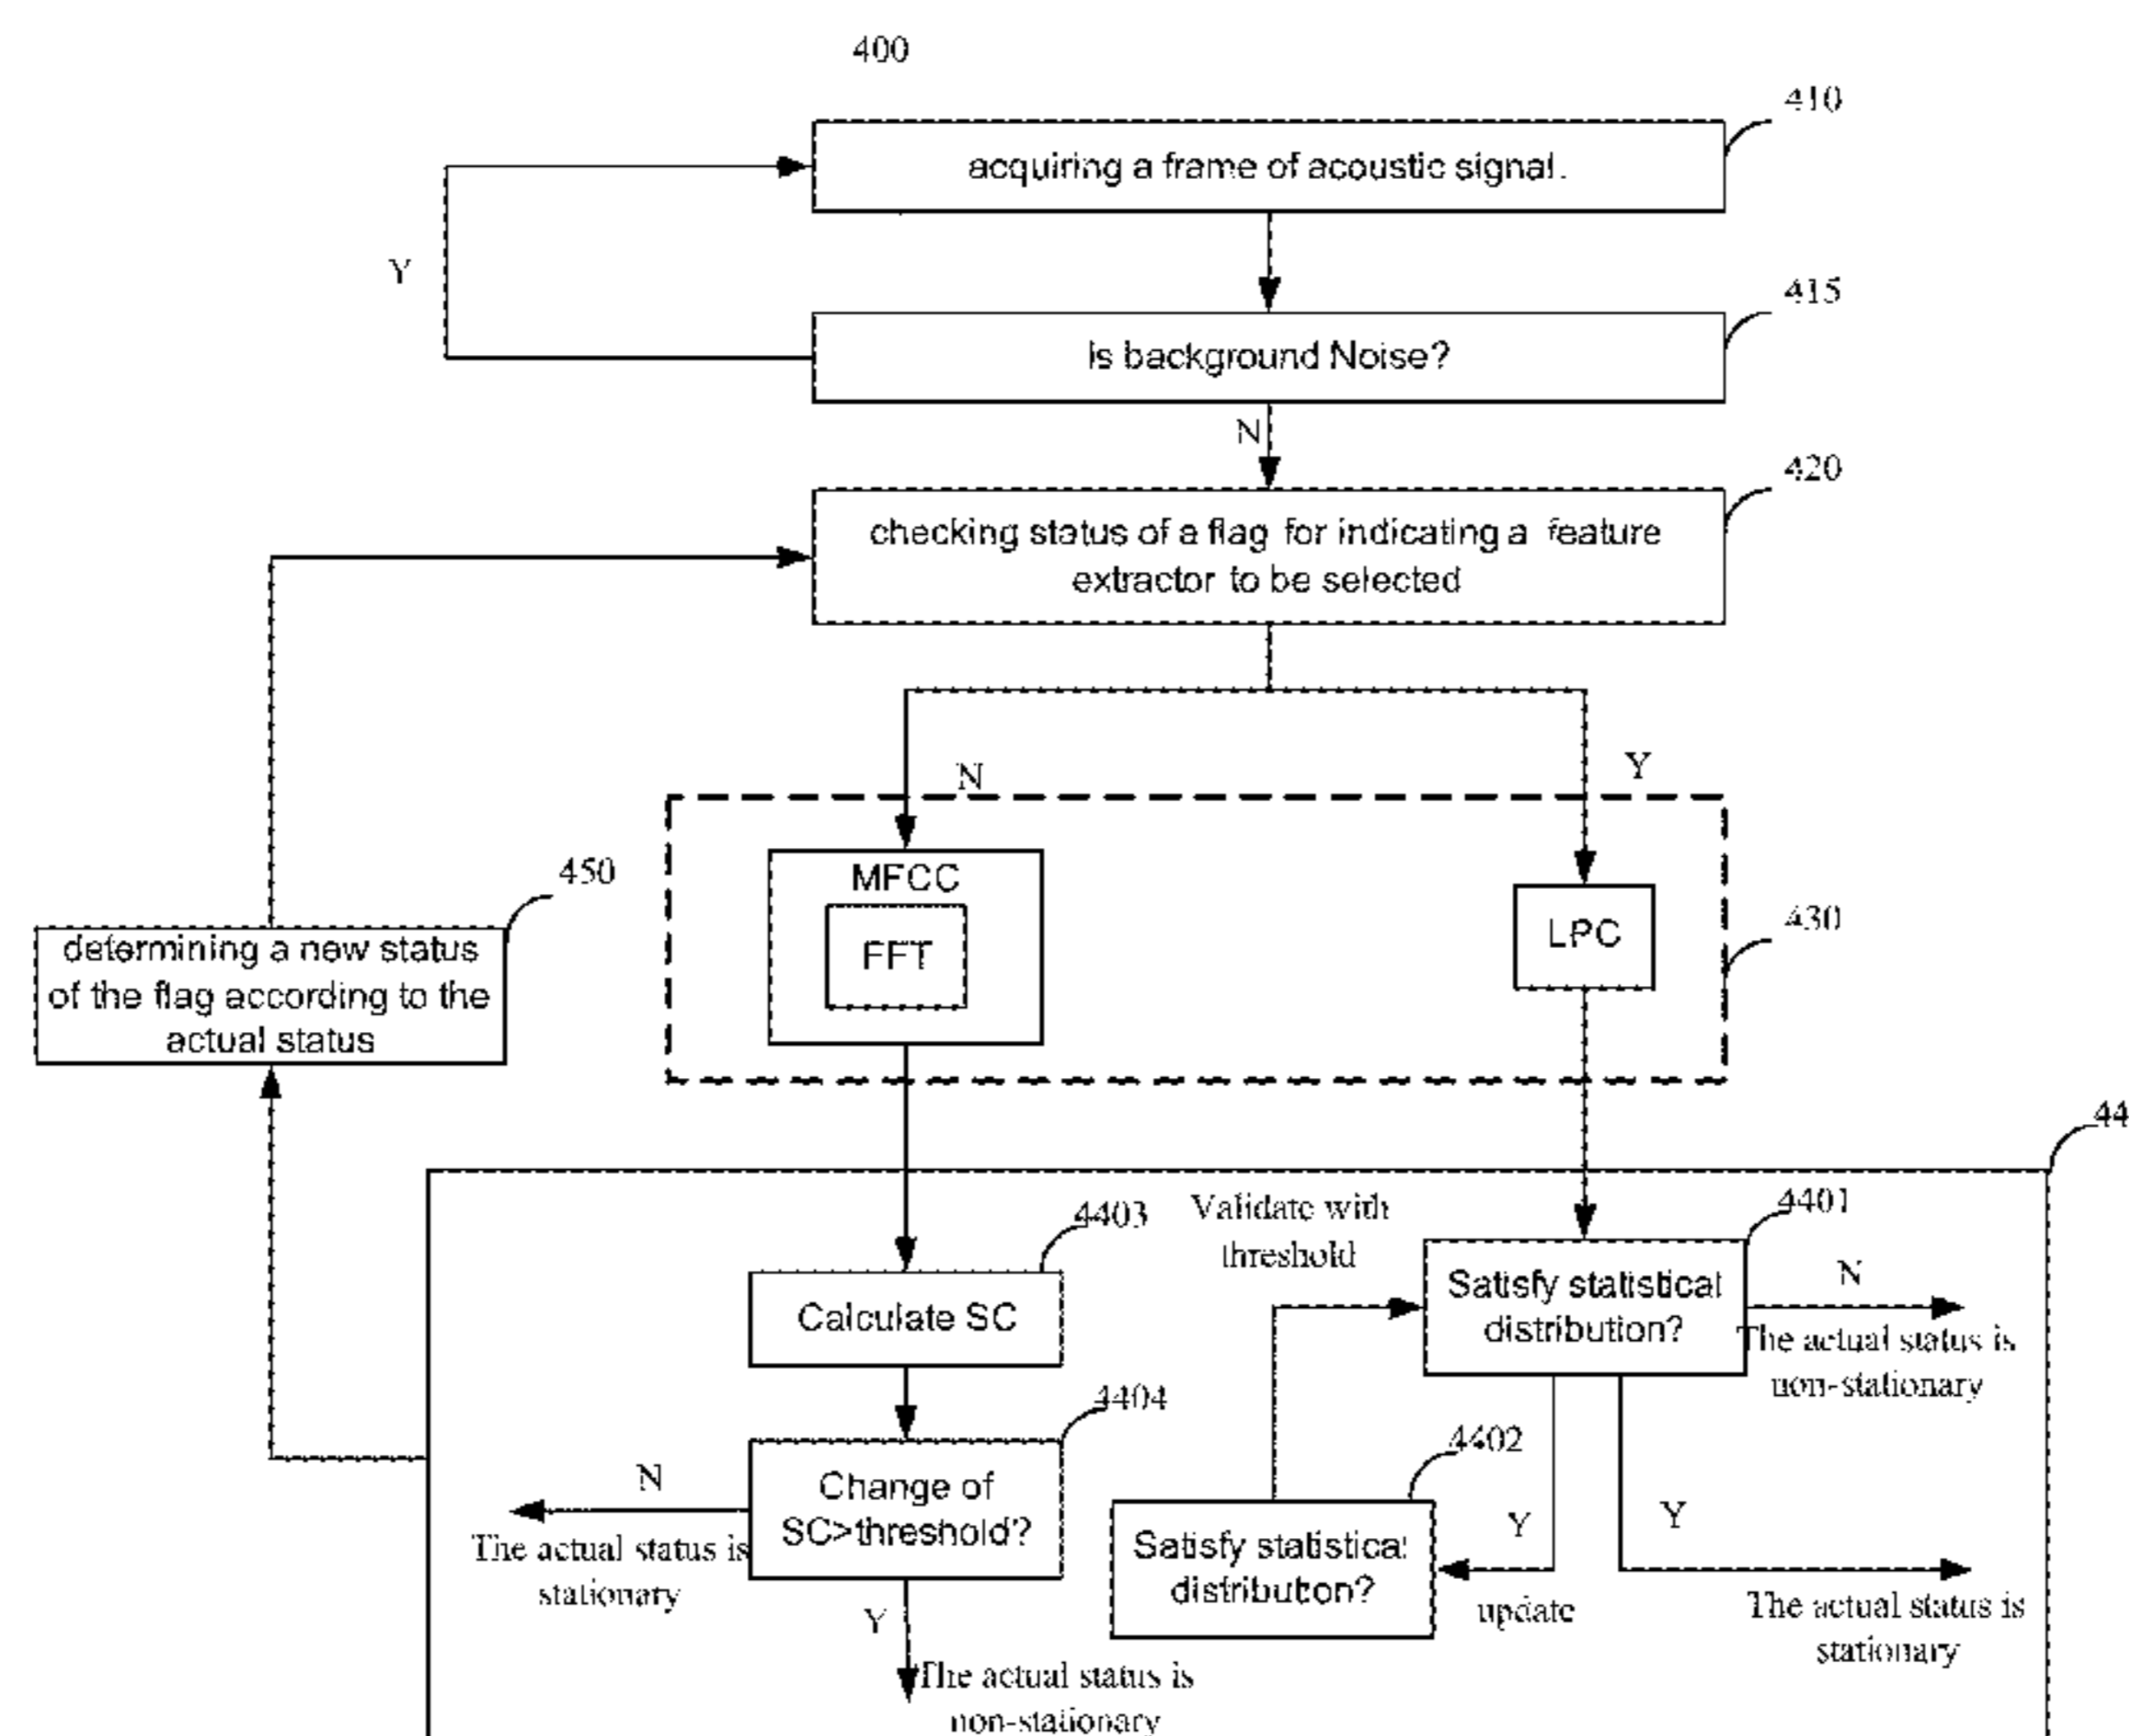 400
410
acquiring a frame of acoustic signal.
Y
415
Is background Noise?
N
420
checking status of a flag for indicating a feature
extractor to be selected
N
Y
MFCC
FFT
LPC
430
450
determining a new status
of the flag according to the
actual status
44
4403
Validate with
threshold
4401
Calculate SC
Satisfy statistical
distribution?
N
The actual status is
non-stationary
4404
4402
Change of
SC>threshold?
N
The actual status is
stationary
Satisfy statistical
distribution?
Y
update
Y
The actual status is
stationary
Y
The actual status is
non-stationary